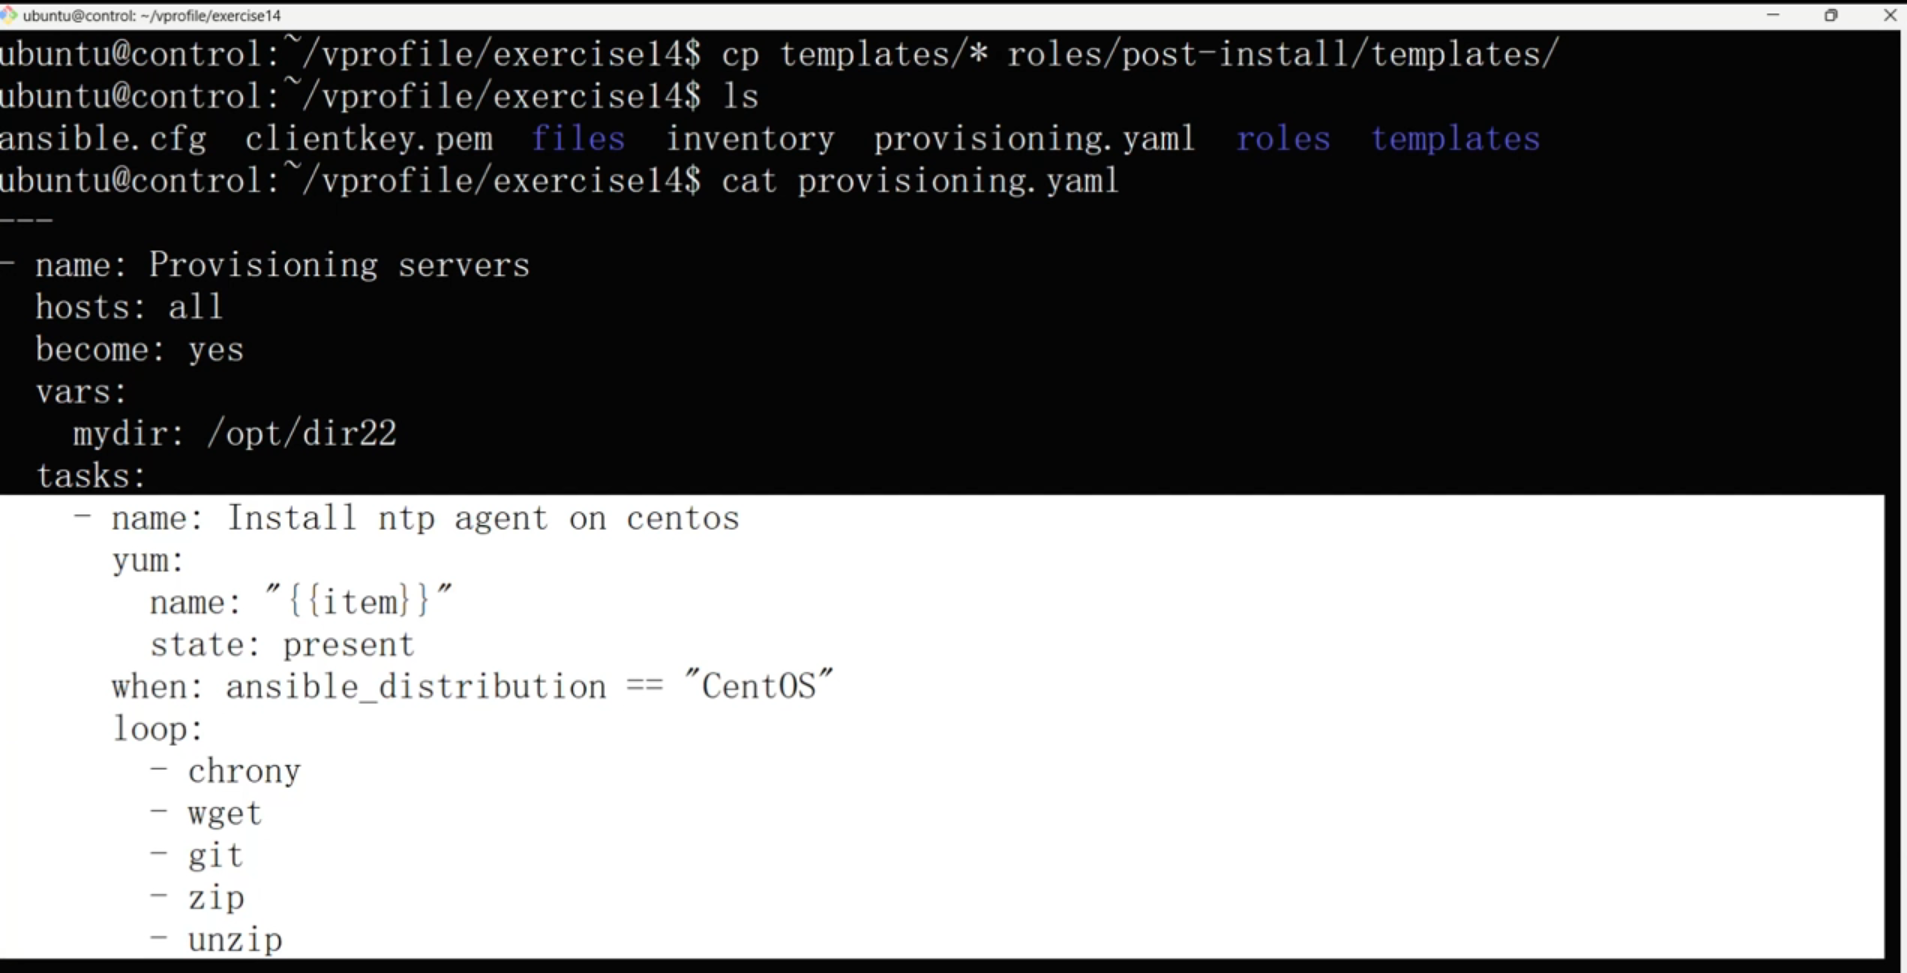 ubuntu@control: ~/vprofile/exercise14
ubuntu@control:~/vprofile/exercise14$ cp templates/* roles/post-install/templates/
ubuntu@control:~/vprofile/exercise14$ ls
ansible.cfg  clientkey.pem  files  inventory  provisioning.yaml  roles  templates
ubuntu@control:~/vprofile/exercise14$ cat provisioning.yaml
---
- name: Provisioning servers
  hosts: all
  become: yes
  vars:
    mydir: /opt/dir22
  tasks:
    - name: Install ntp agent on centos
      yum:
        name: "{{item}}"
        state: present
      when: ansible_distribution == "CentOS"
      loop:
        - chrony
        - wget
        - git
        - zip
        - unzip